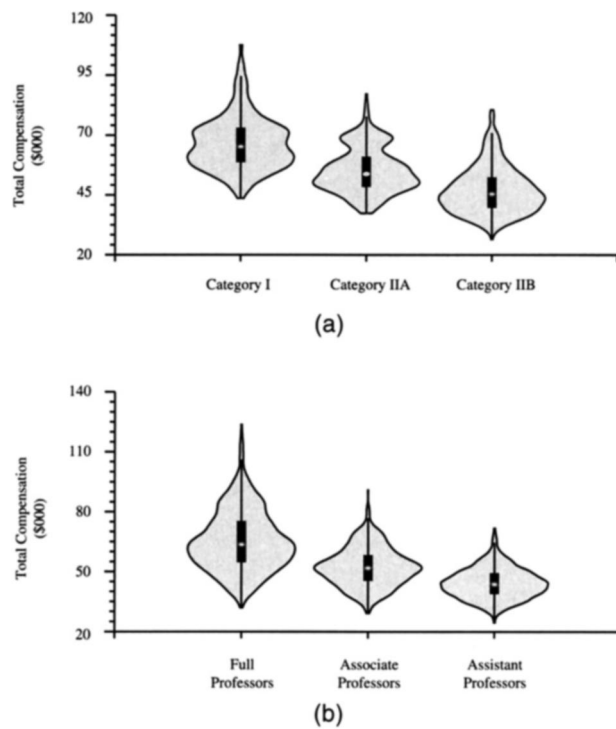 120
95
70
45
20
Total Compensation
($000)
Category I
Category IIA
Category IIB
(a)
140
110
80
50
20
Total Compensation
($000)
Full
Professors
Associate
Professors
Assistant
Professors
(b)